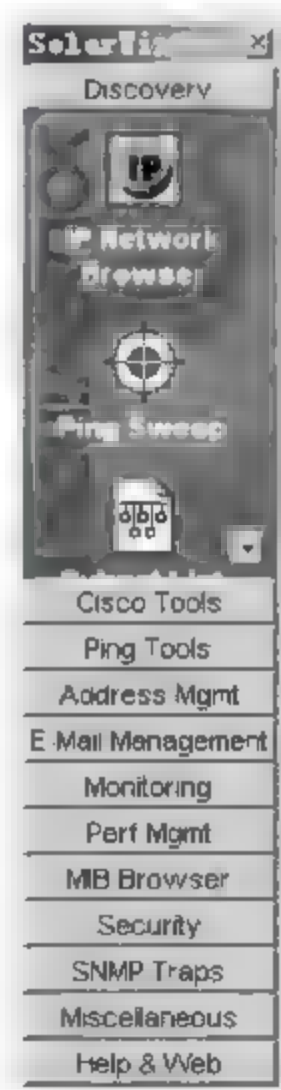 Discovery
IP
IP Network
Browser
Ping Sweep
Cisco Tools
Ping Tools
Address Mgmt
E-Mail Management
Monitoring
Perf Mgmt
MIB Browser
Security
SNMP Traps
Miscellaneous
Help & Web